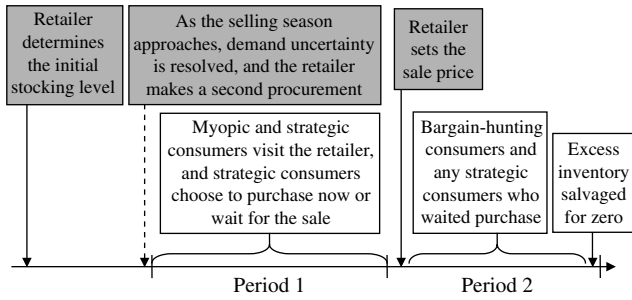 Retailer
determines
the initial
stocking level
As the selling season
approaches, demand uncertainty
is resolved, and the retailer
makes a second procurement
Retailer
sets the
sale price
Myopic and strategic
consumers visit the retailer,
and strategic consumers
choose to purchase now or
wait for the sale
Bargain-hunting
consumers and
any strategic
consumers who
waited purchase
Excess
inventory
salvaged
for zero
Period 1
Period 2